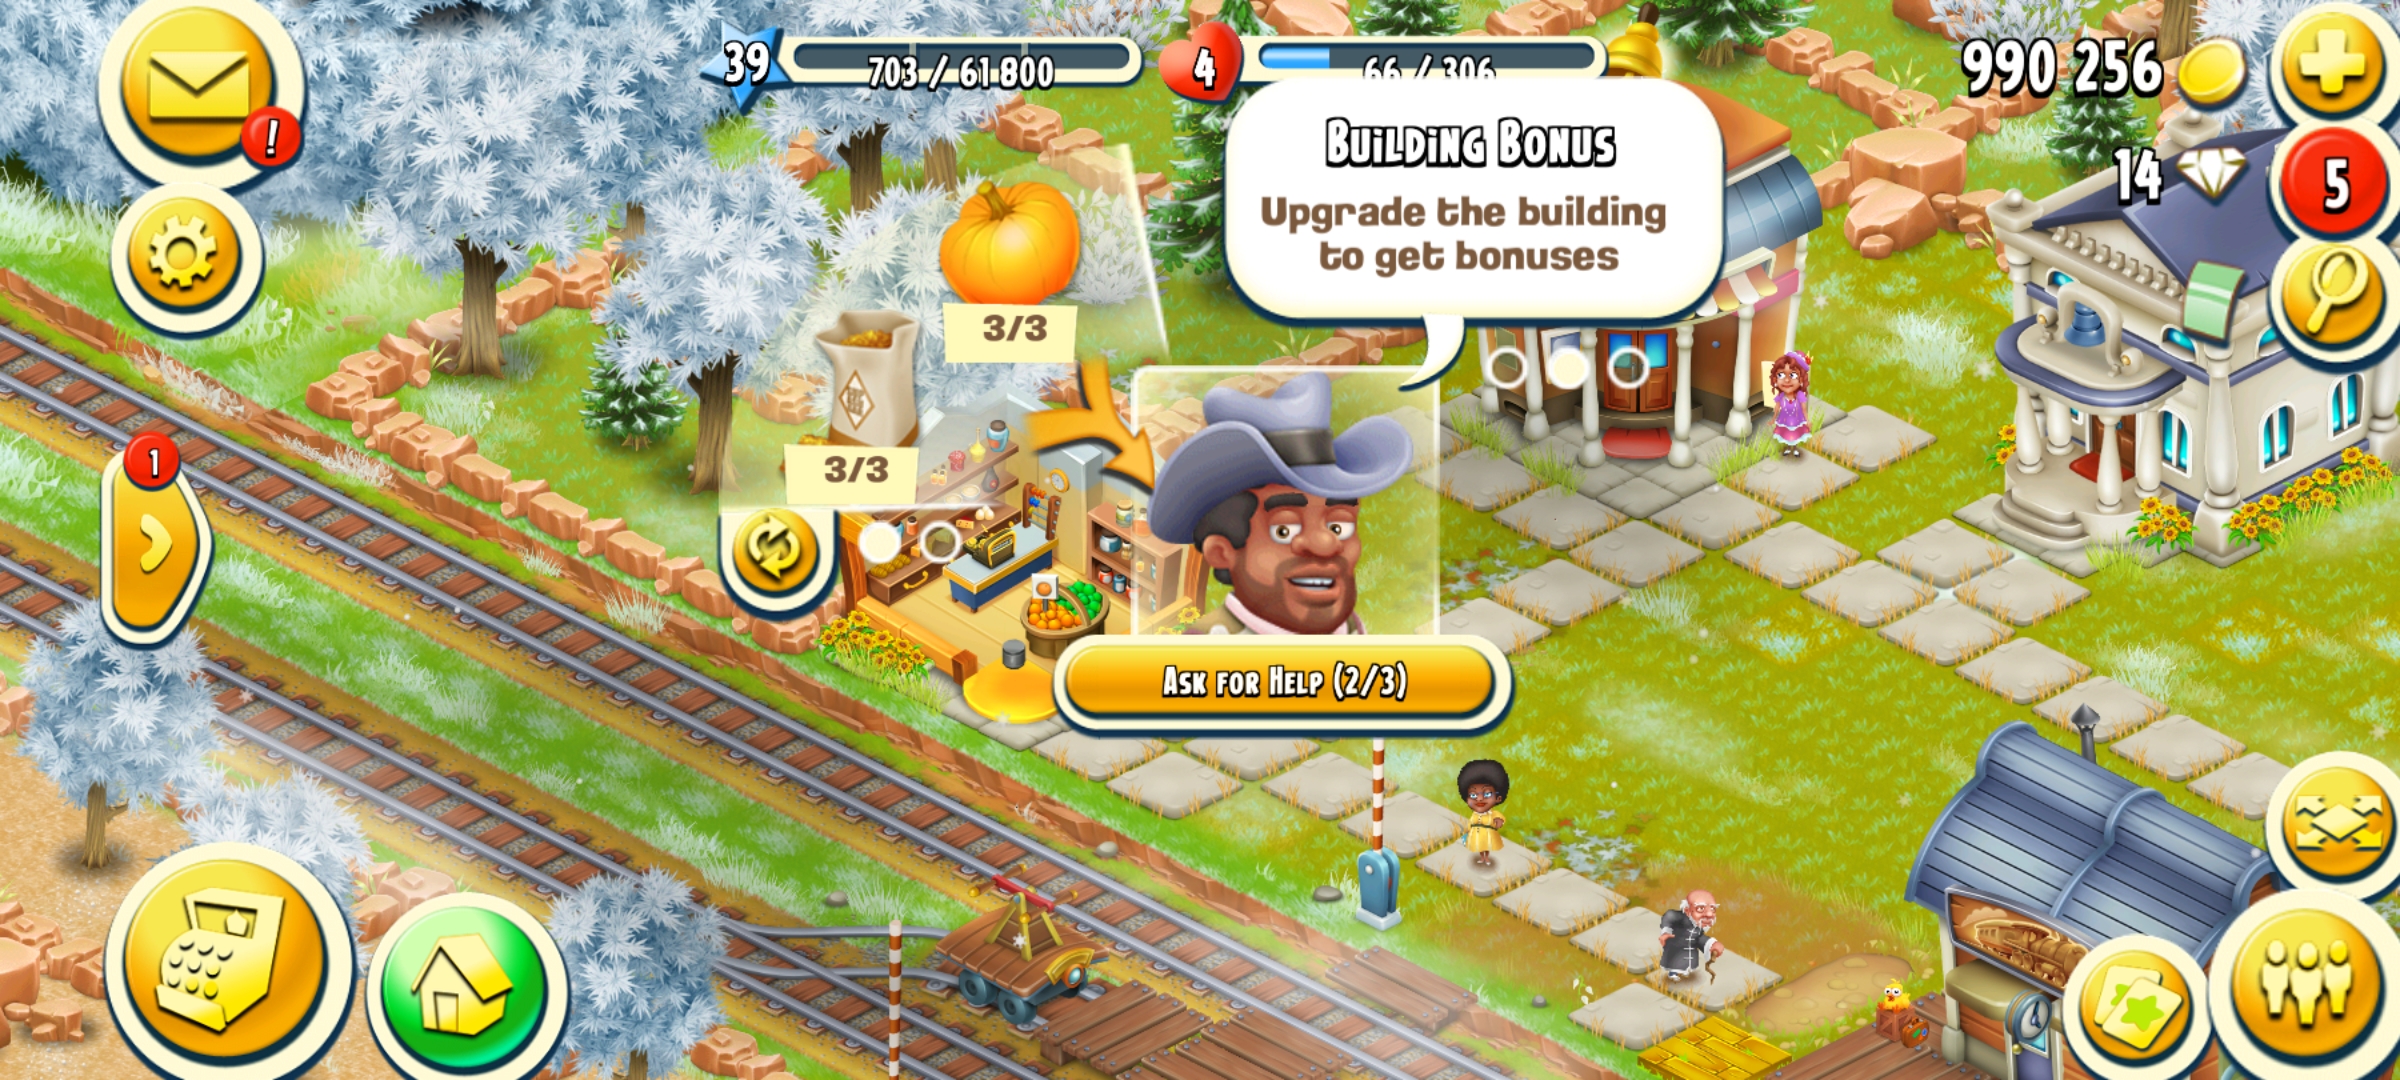 !
39
703 / 61 800
4
66 / 306
990 256
14
5
Building Bonus
Upgrade the building
to get bonuses
3/3
3/3
1
Ask for Help (2/3)